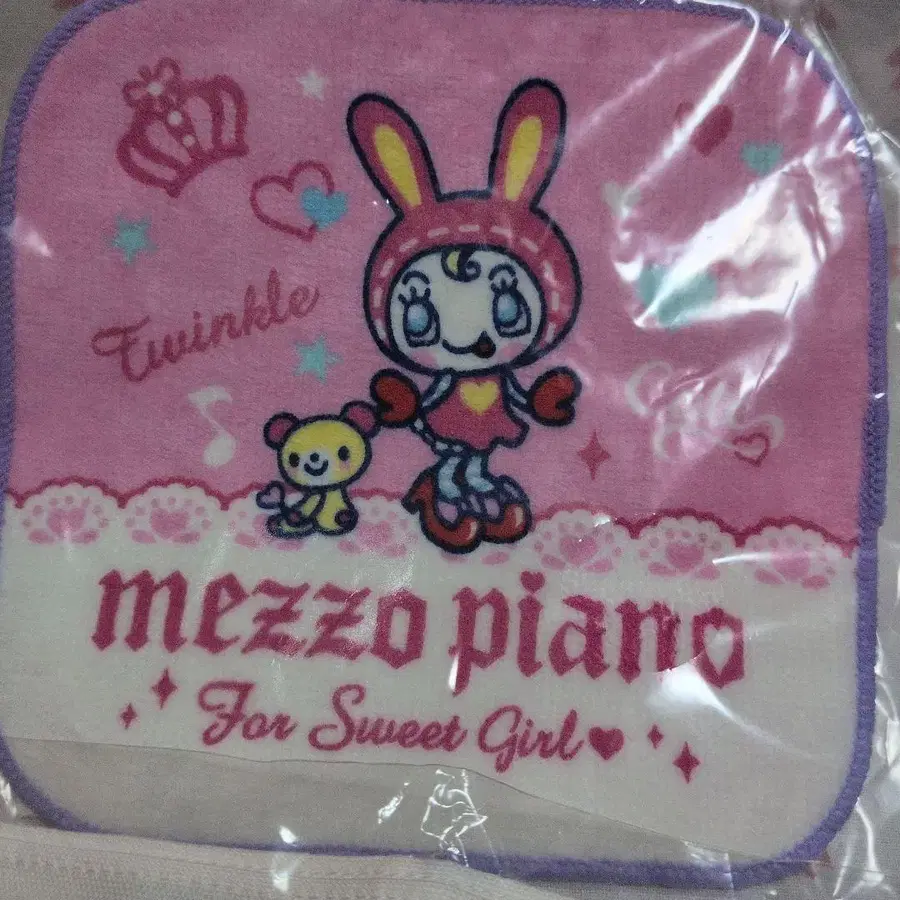 Twinkle
mezzo piano
For Sweet Girl